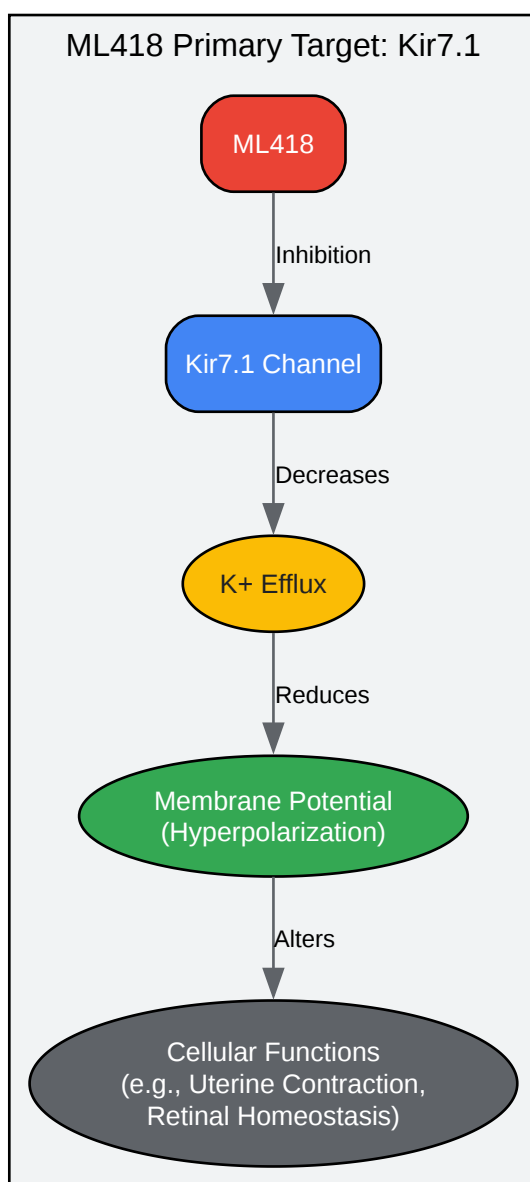 ML418 Primary Target: Kir7.1
ML418
Inhibition
Kir7.1 Channel
Decreases
K+ Efflux
Reduces
Membrane Potential
(Hyperpolarization)
Alters
Cellular Functions
(e.g., Uterine Contraction,
Retinal Homeostasis)